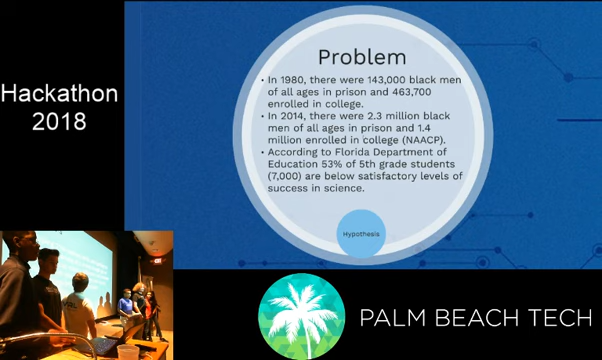 Hackathon
2018
Problem
• In 1980, there were 143,000 black men
of all ages in prison and 463,700
enrolled in college.
• In 2014, there were 2.3 million black
men of all ages in prison and 1.4
million enrolled in college (NAACP).
• According to Florida Department of
Education 53% of 5th grade students
(7,000) are below satisfactory levels of
success in science.
Hypothesis
PALM BEACH TECH